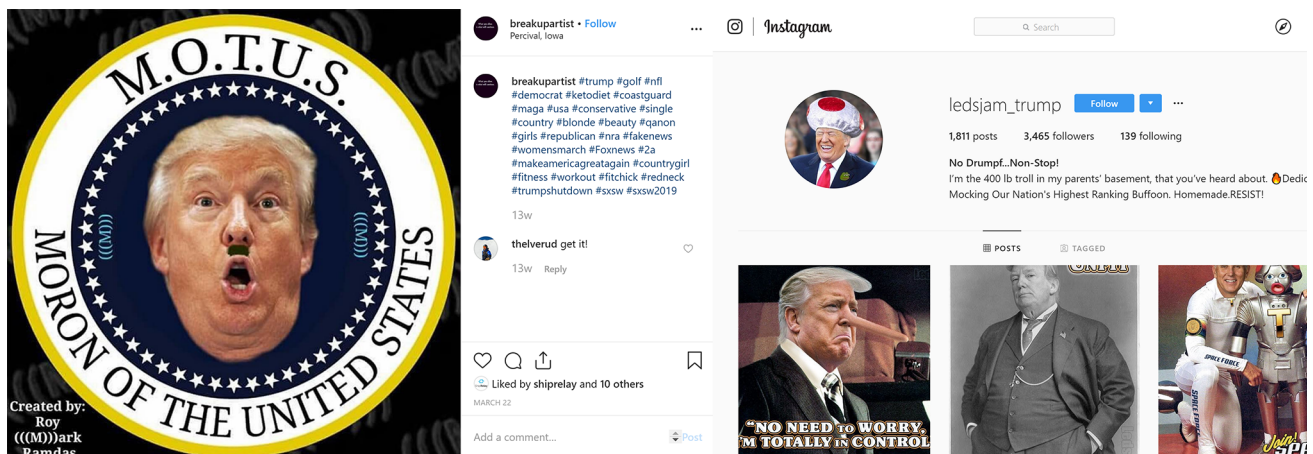 M.O.T.U.S.
(((M)))
(((M)))
MORON OF THE UNITED STATES
Created by:
Roy
(((M)))ark
Ramdas
breakupartist • Follow
Percival, Iowa
breakupartist #trump #golf #nfl
#democrat #ketodiet #coastguard
#maga #usa #conservative #single
#country #blonde #beauty #qanon
#girls #republican #nra #fakenews
#womensmarch #Foxnews #2a
#makeamericagreatagain #countrygirl
#fitness #workout #fitchick #redneck
#trumpshutdown #sxsw #sxsw2019
13w
thelverud get it!
13w Reply
Liked by shiprelay and 10 others
MARCH 22
Add a comment... Post
Instagram
Search
ledsjam_trump Follow
1,811 posts 3,465 followers 139 following
No Drumpf...Non-Stop!
I'm the 400 lb troll in my parents' basement, that you've heard about. 🔥Dedic
Mocking Our Nation's Highest Ranking Buffoon. Homemade.RESIST!
POSTS TAGGED
"NO NEED TO WORRY,
I'M TOTALLY IN CONTROL
T
SPACE FORCE
SPACE FORCE
Join!